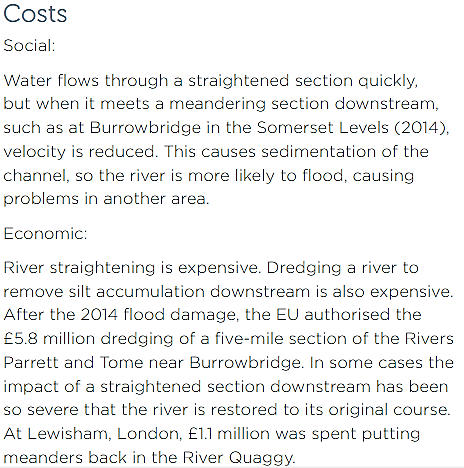 Costs
Social:
Water flows through a straightened section quickly,
but when it meets a meandering section downstream,
such as at Burrowbridge in the Somerset Levels (2014),
velocity is reduced. This causes sedimentation of the
channel, so the river is more likely to flood, causing
problems in another area.
Economic:
River straightening is expensive. Dredging a river to
remove silt accumulation downstream is also expensive.
After the 2014 flood damage, the EU authorised the
£5.8 million dredging of a five-mile section of the Rivers
Parrett and Tome near Burrowbridge. In some cases the
impact of a straightened section downstream has been
so severe that the river is restored to its original course.
At Lewisham, London, £1.1 million was spent putting
meanders back in the River Quaggy.